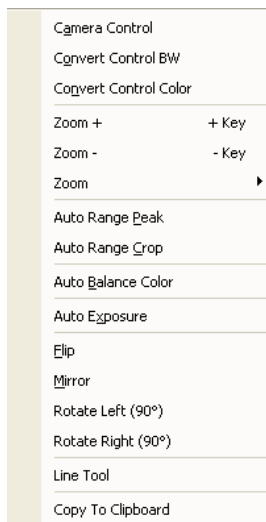 Camera Control
Convert Control BW
Convert Control Color
Zoom + + Key
Zoom - - Key
Zoom
Auto Range Peak
Auto Range Crop
Auto Balance Color
Auto Exposure
Flip
Mirror
Rotate Left (90°)
Rotate Right (90°)
Line Tool
Copy To Clipboard